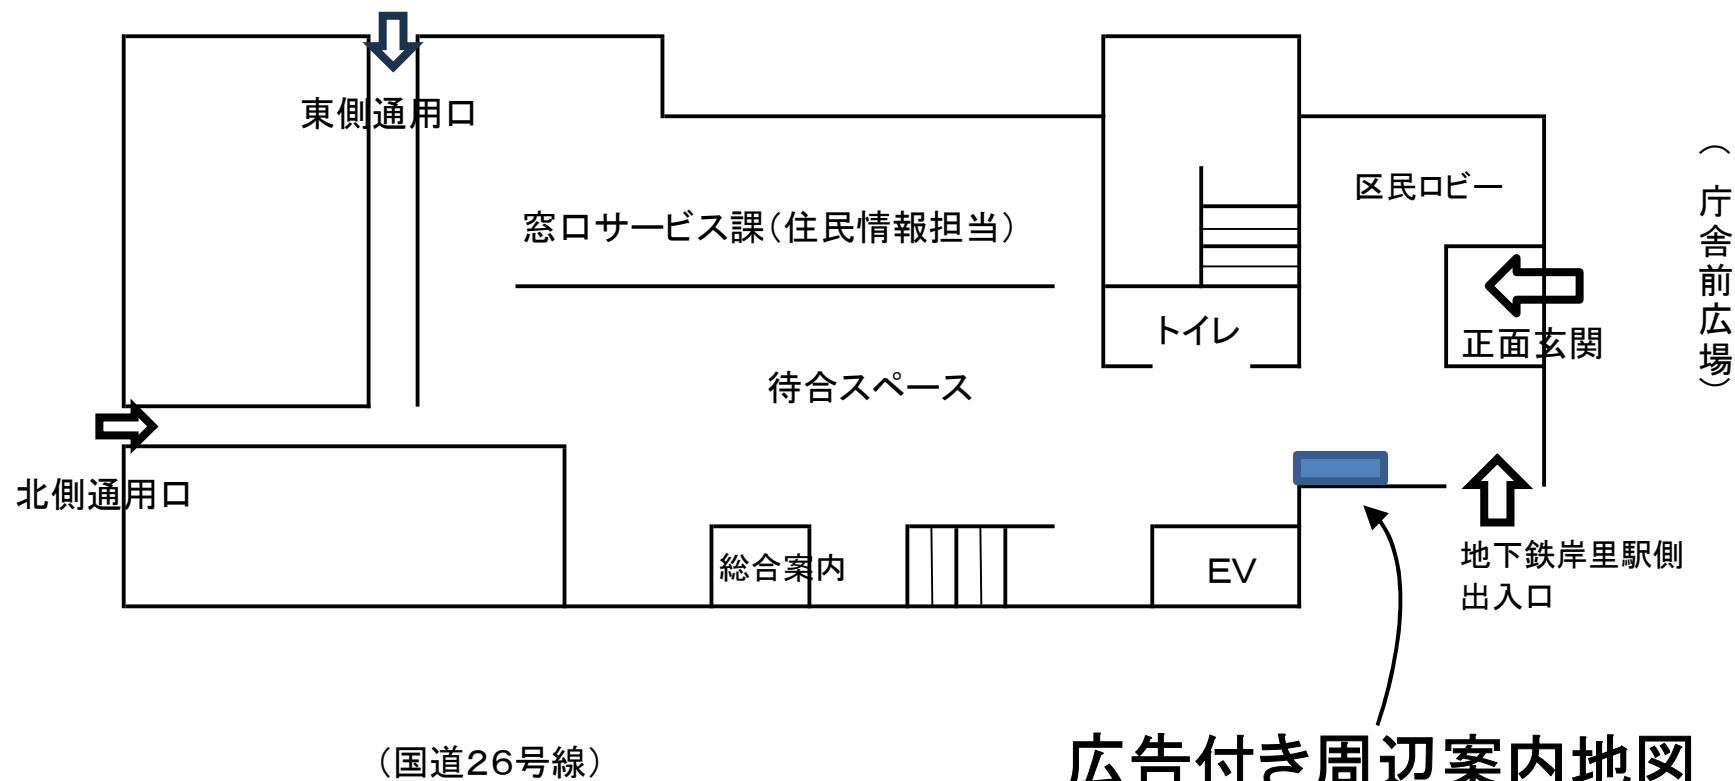 東側通用口
区民ロビー
（庁舎前広場）
窓口サービス課（住民情報担当）
トイレ
正面玄関
待合スペース
北側通用口
総合案内
EV
地下鉄岸里駅側
出入口
（国道26号線）
広告付き周辺案内地図